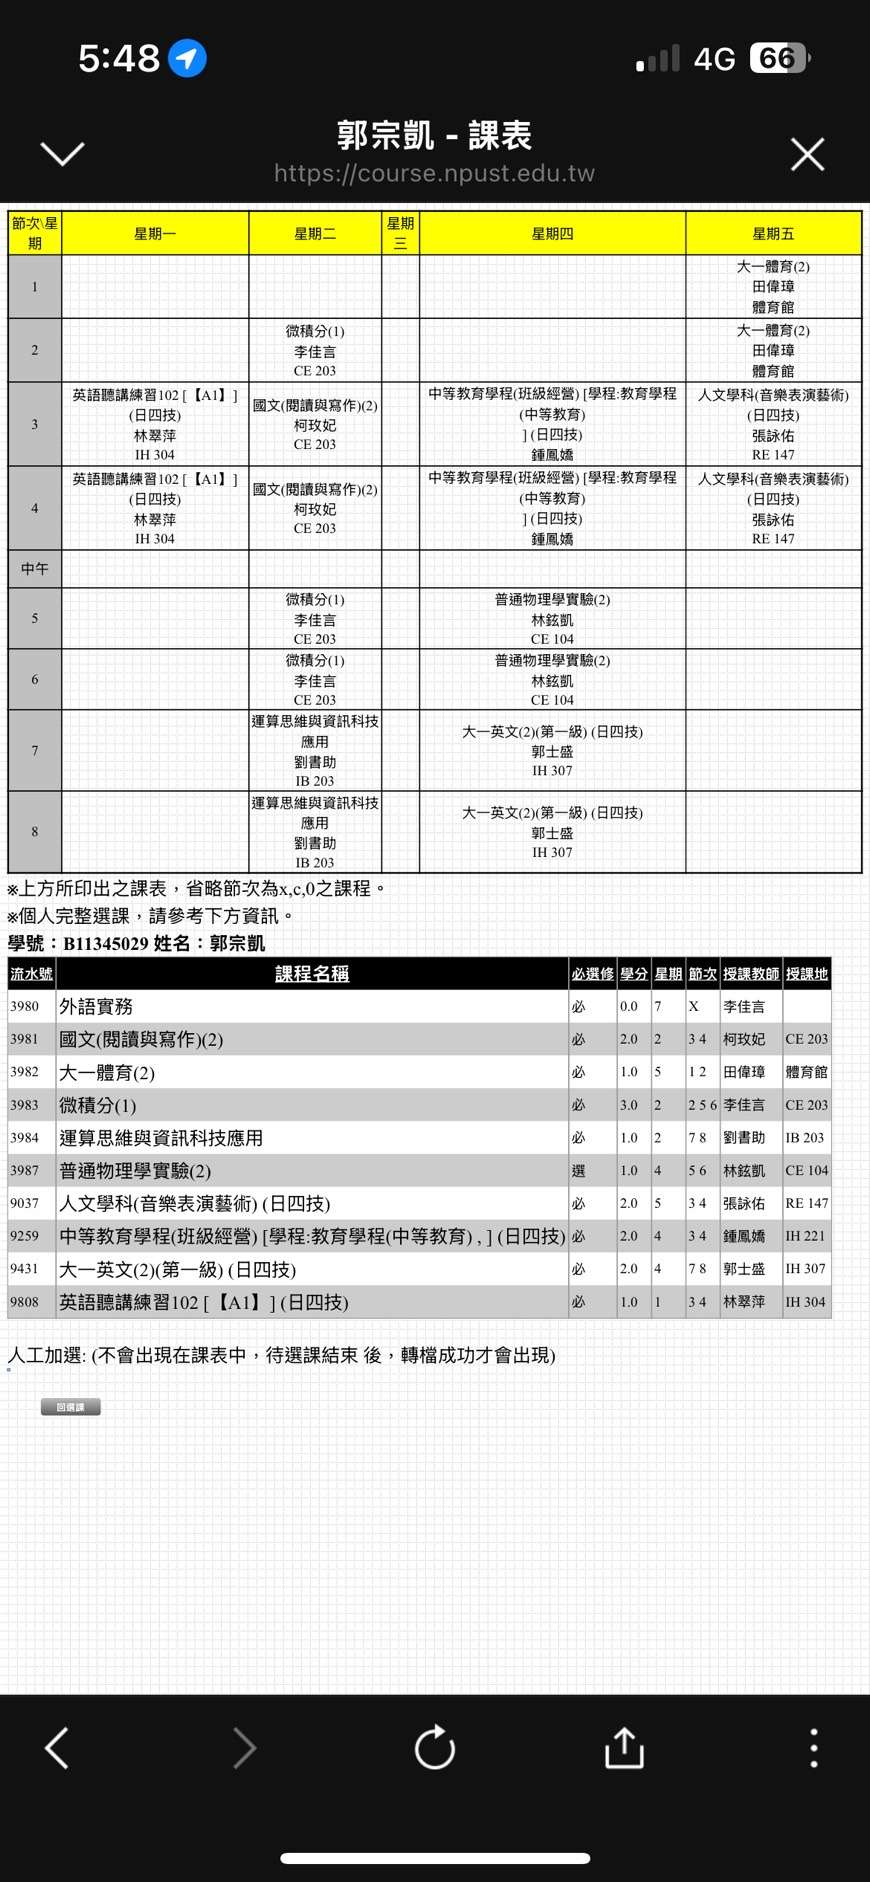 5:48
4G 66
郭宗凱 - 課表
https://course.npust.edu.tw
節次\星期 星期一 星期二 星期三 星期四 星期五
1 大一體育(2) 田偉璋 體育館
2 微積分(1) 李佳言 CE 203 大一體育(2) 田偉璋 體育館
3 英語聽講練習102 [【A1】] (日四技) 林翠萍 IH 304 國文(閱讀與寫作)(2) 柯玫妃 CE 203 中等教育學程(班級經營) [學程:教育學程(中等教育) ] (日四技) 鍾鳳嬌 人文學科(音樂表演藝術) (日四技) 張詠佑 RE 147
4 英語聽講練習102 [【A1】] (日四技) 林翠萍 IH 304 國文(閱讀與寫作)(2) 柯玫妃 CE 203 中等教育學程(班級經營) [學程:教育學程(中等教育) ] (日四技) 鍾鳳嬌 人文學科(音樂表演藝術) (日四技) 張詠佑 RE 147
中午
5 微積分(1) 李佳言 CE 203 普通物理學實驗(2) 林鉉凱 CE 104
6 微積分(1) 李佳言 CE 203 普通物理學實驗(2) 林鉉凱 CE 104
7 運算思維與資訊科技應用 劉書助 IB 203 大一英文(2)(第一級) (日四技) 郭士盛 IH 307
8 運算思維與資訊科技應用 劉書助 IB 203 大一英文(2)(第一級) (日四技) 郭士盛 IH 307
※上方所印出之課表，省略節次為x,c,0之課程。
※個人完整選課，請參考下方資訊。
學號：B11345029 姓名：郭宗凱
流水號 課程名稱 必選修 學分 星期 節次 授課教師 授課地
3980 外語實務 必 0.0 7 X 李佳言
3981 國文(閱讀與寫作)(2) 必 2.0 2 3 4 柯玫妃 CE 203
3982 大一體育(2) 必 1.0 5 1 2 田偉璋 體育館
3983 微積分(1) 必 3.0 2 2 5 6 李佳言 CE 203
3984 運算思維與資訊科技應用 必 1.0 2 7 8 劉書助 IB 203
3987 普通物理學實驗(2) 選 1.0 4 5 6 林鉉凱 CE 104
9037 人文學科(音樂表演藝術) (日四技) 必 2.0 5 3 4 張詠佑 RE 147
9259 中等教育學程(班級經營) [學程:教育學程(中等教育) , ] (日四技) 必 2.0 4 3 4 鍾鳳嬌 IH 221
9431 大一英文(2)(第一級) (日四技) 必 2.0 4 7 8 郭士盛 IH 307
9808 英語聽講練習102 [【A1】] (日四技) 必 1.0 1 3 4 林翠萍 IH 304
人工加選: (不會出現在課表中，待選課結束 後，轉檔成功才會出現)
回選課